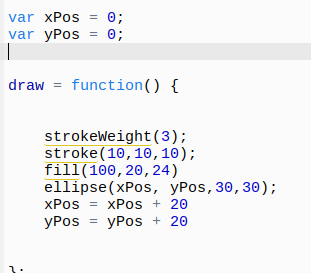 var xPos = 0;
var yPos = 0;
draw = function() {
strokeWeight(3);
stroke(10,10,10);
fill(100,20,24)
ellipse(xPos, yPos,30,30);
xPos = xPos + 20
yPos = yPos + 20
};